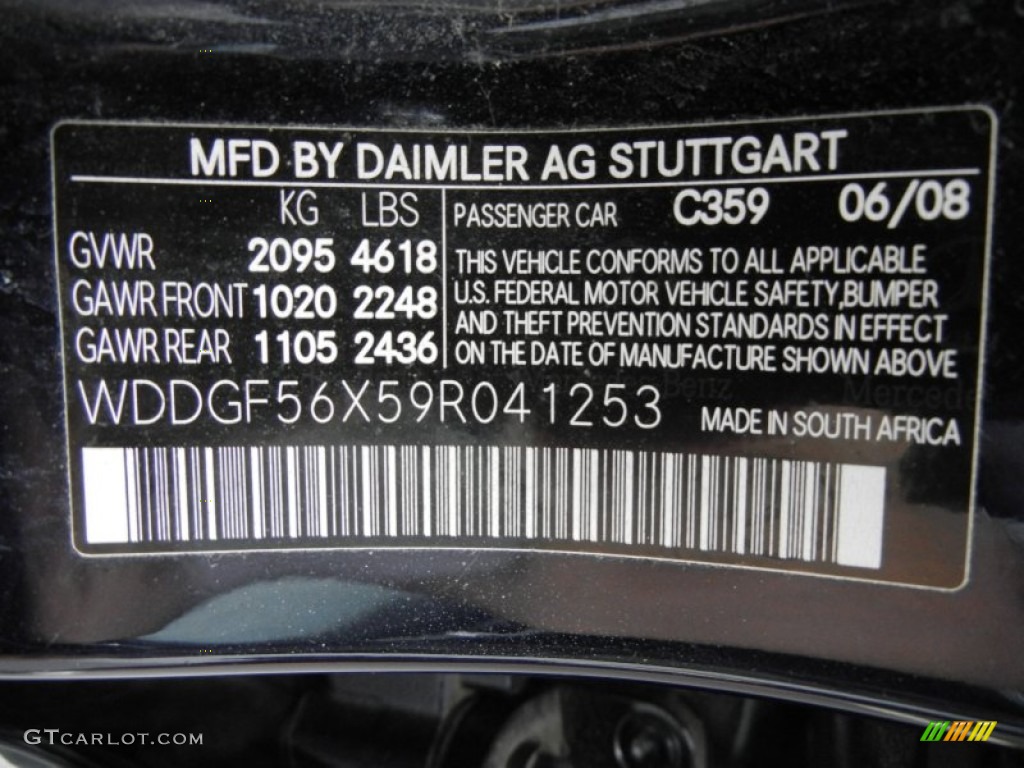 MFD BY DAIMLER AG STUTTGART
KG LBS
GVWR 2095 4618
GAWR FRONT 1020 2248
GAWR REAR 1105 2436
PASSENGER CAR C359 06/08
THIS VEHICLE CONFORMS TO ALL APPLICABLE
U.S. FEDERAL MOTOR VEHICLE SAFETY, BUMPER
AND THEFT PREVENTION STANDARDS IN EFFECT
ON THE DATE OF MANUFACTURE SHOWN ABOVE
WDDGF56X59R041253
MADE IN SOUTH AFRICA
GTCARLOT.COM